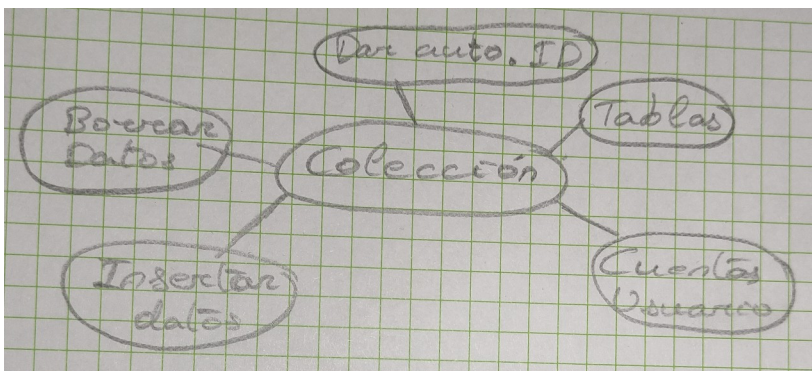 Dar auto. ID
Tablas
Borrar
Datos
Colección
Insertar
datos
Cuentas
Usuario